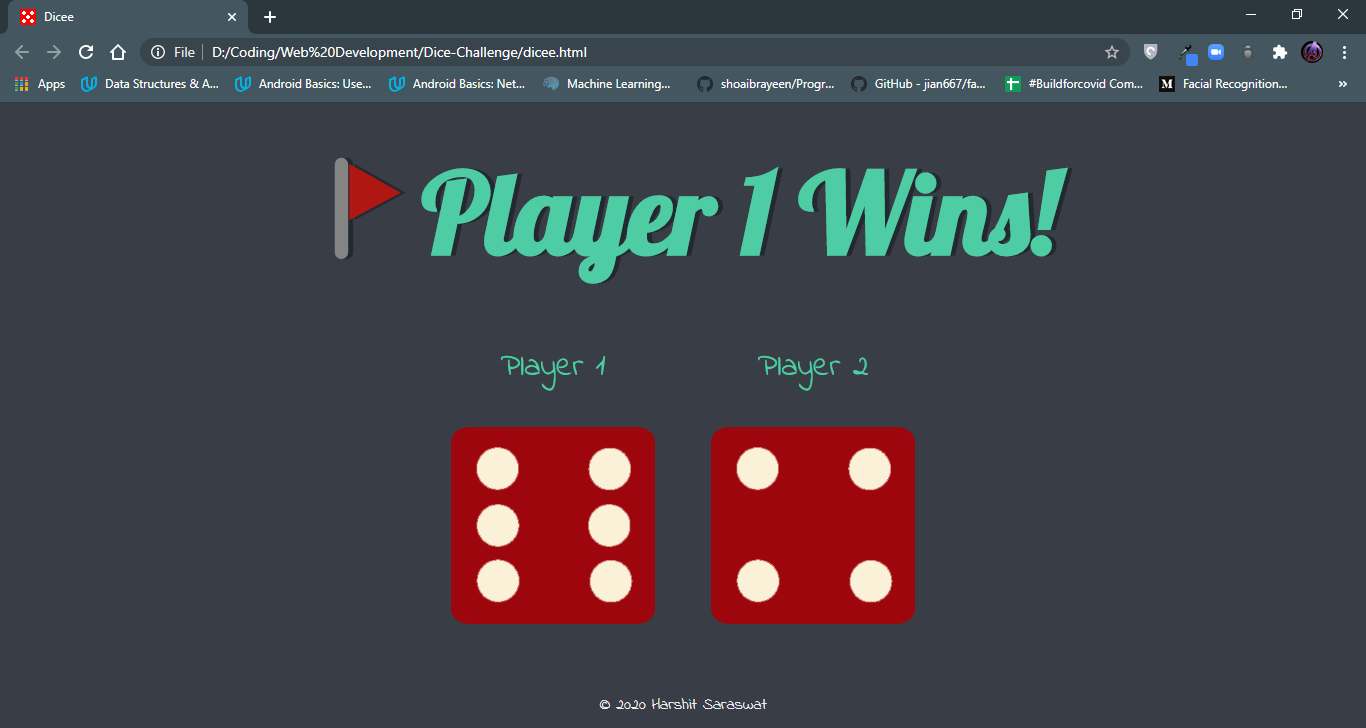 Dicee
File D:/Coding/Web%20Development/Dice-Challenge/dicee.html
Apps Data Structures & A... Android Basics: Use... Android Basics: Net... Machine Learning... shoaibrayeen/Progr... GitHub - jian667/fa... #Buildforcovid Com... M Facial Recognition... »
Player 1 Wins!
Player 1 Player 2
© 2020 Harshit Saraswat